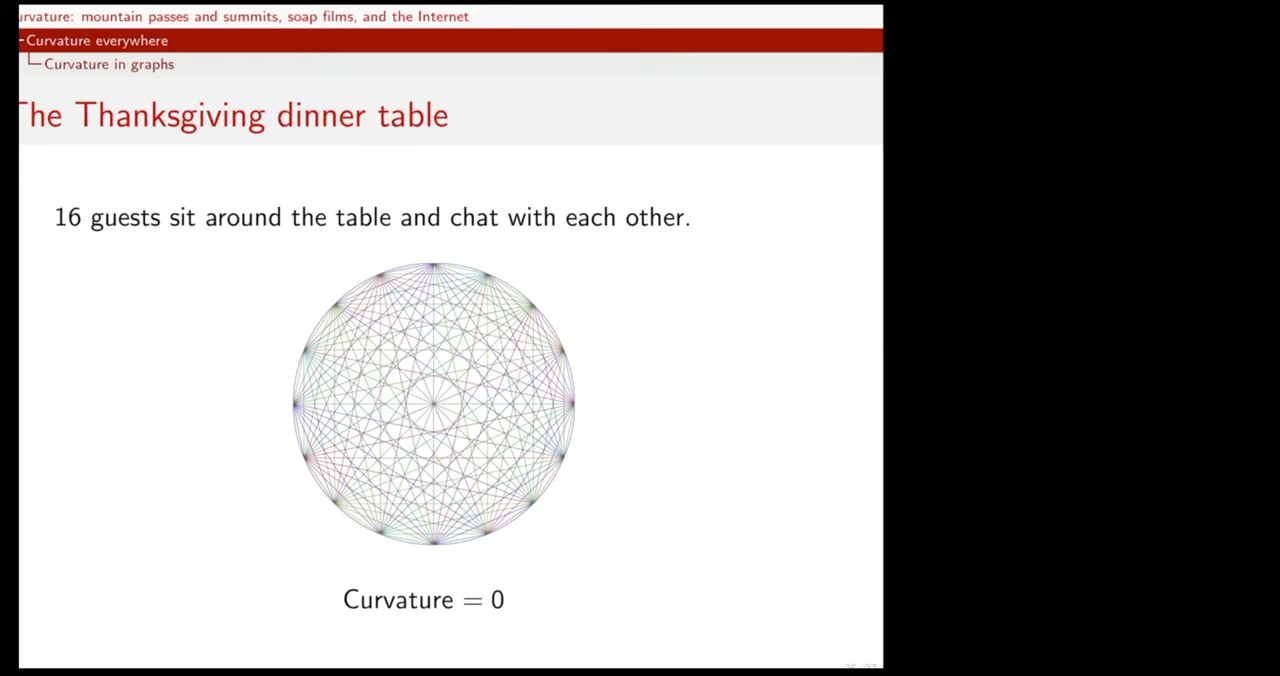 urvature: mountain passes and summits, soap films, and the Internet
Curvature everywhere
Curvature in graphs
The Thanksgiving dinner table
16 guests sit around the table and chat with each other.
Curvature = 0